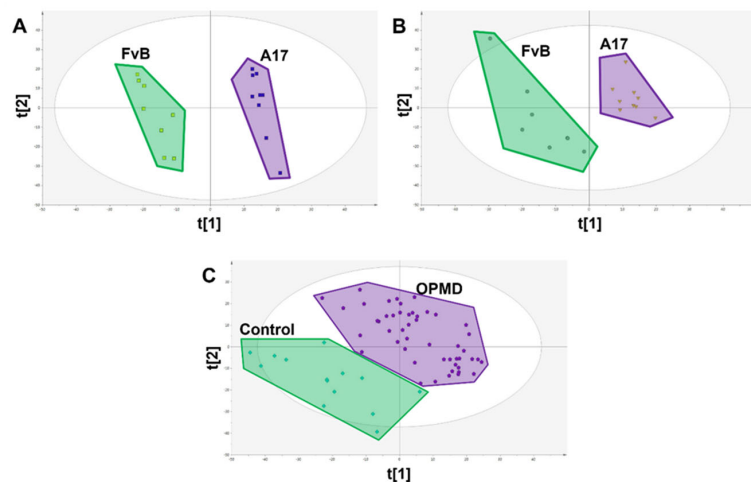 A
FvB
A17
t[2]
t[1]
B
FvB
A17
t[2]
t[1]
C
OPMD
Control
t[2]
t[1]